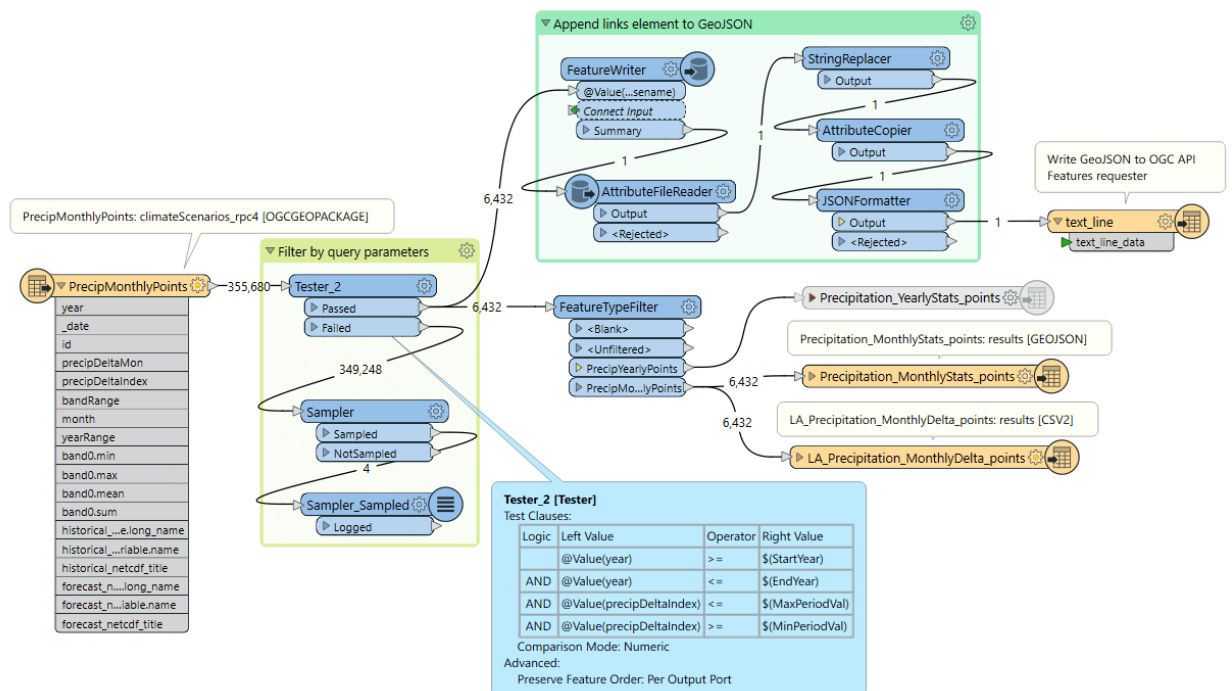 Append links element to GeoJSON
FeatureWriter
@Value(...sename)
Connect Input
Summary
1
AttributeFileReader
Output
<Rejected>
1
StringReplacer
Output
1
AttributeCopier
Output
1
JSONFormatter
Output
<Rejected>
1
Write GeoJSON to OGC API
Features requester
text_line
text_line_data
PrecipMonthlyPoints: climateScenarios_rpc4 [OGCGEOPACKAGE]
PrecipMonthlyPoints
year
_date
id
precipDeltaMon
precipDeltaIndex
bandRange
month
yearRange
band0.min
band0.max
band0.mean
band0.sum
historical_...e.long_name
historical_...riable.name
historical_netcdf_title
forecast_n....long_name
forecast_n...iable.name
forecast_netcdf_title
355,680
Filter by query parameters
Tester_2
Passed
Failed
349,248
Sampler
Sampled
NotSampled
4
Sampler_Sampled
Logged
6,432
6,432
FeatureTypeFilter
<Blank>
<Unfiltered>
PrecipYearlyPoints
PrecipMo...lyPoints
Precipitation_YearlyStats_points
Precipitation_MonthlyStats_points: results [GEOJSON]
6,432
Precipitation_MonthlyStats_points
6,432
LA_Precipitation_MonthlyDelta_points: results [CSV2]
LA_Precipitation_MonthlyDelta_points
Tester_2 [Tester]
Test Clauses:
Logic Left Value Operator Right Value
@Value(year) >= $(StartYear)
AND @Value(year) <= $(EndYear)
AND @Value(precipDeltaIndex) <= $(MaxPeriodVal)
AND @Value(precipDeltaIndex) >= $(MinPeriodVal)
Comparison Mode: Numeric
Advanced:
Preserve Feature Order: Per Output Port